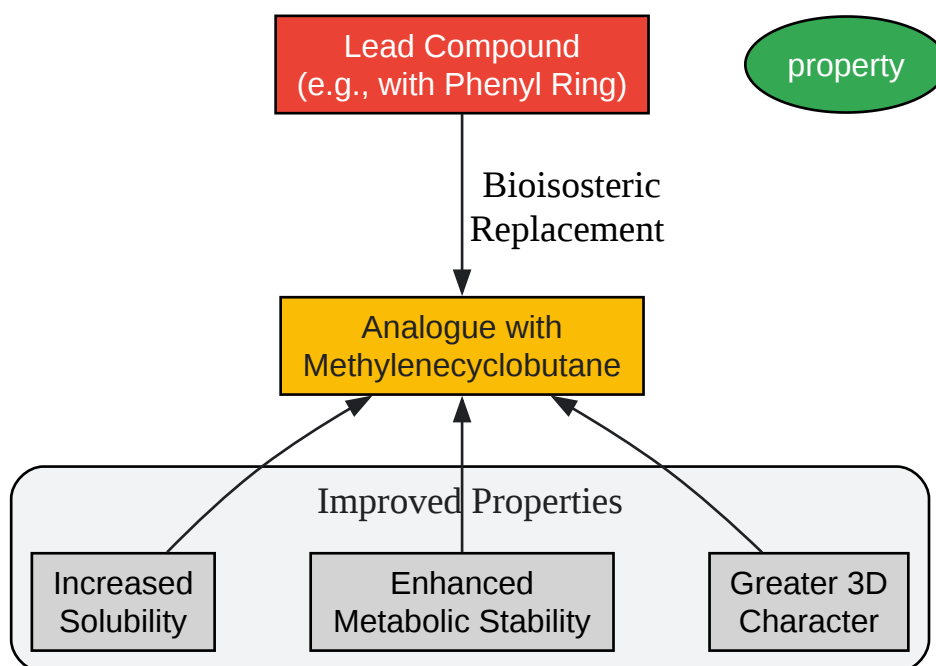 Lead Compound
(e.g., with Phenyl Ring)
property
Bioisosteric
Replacement
Analogue with
Methylenecyclobutane
Improved Properties
Increased
Solubility
Enhanced
Metabolic Stability
Greater 3D
Character